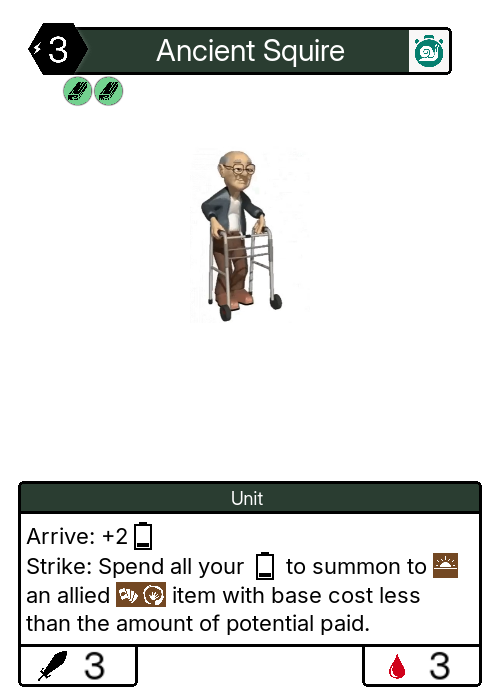 3
Ancient Squire
Unit
Arrive: +2
Strike: Spend all your to summon to
an allied item with base cost less
than the amount of potential paid.
3
3